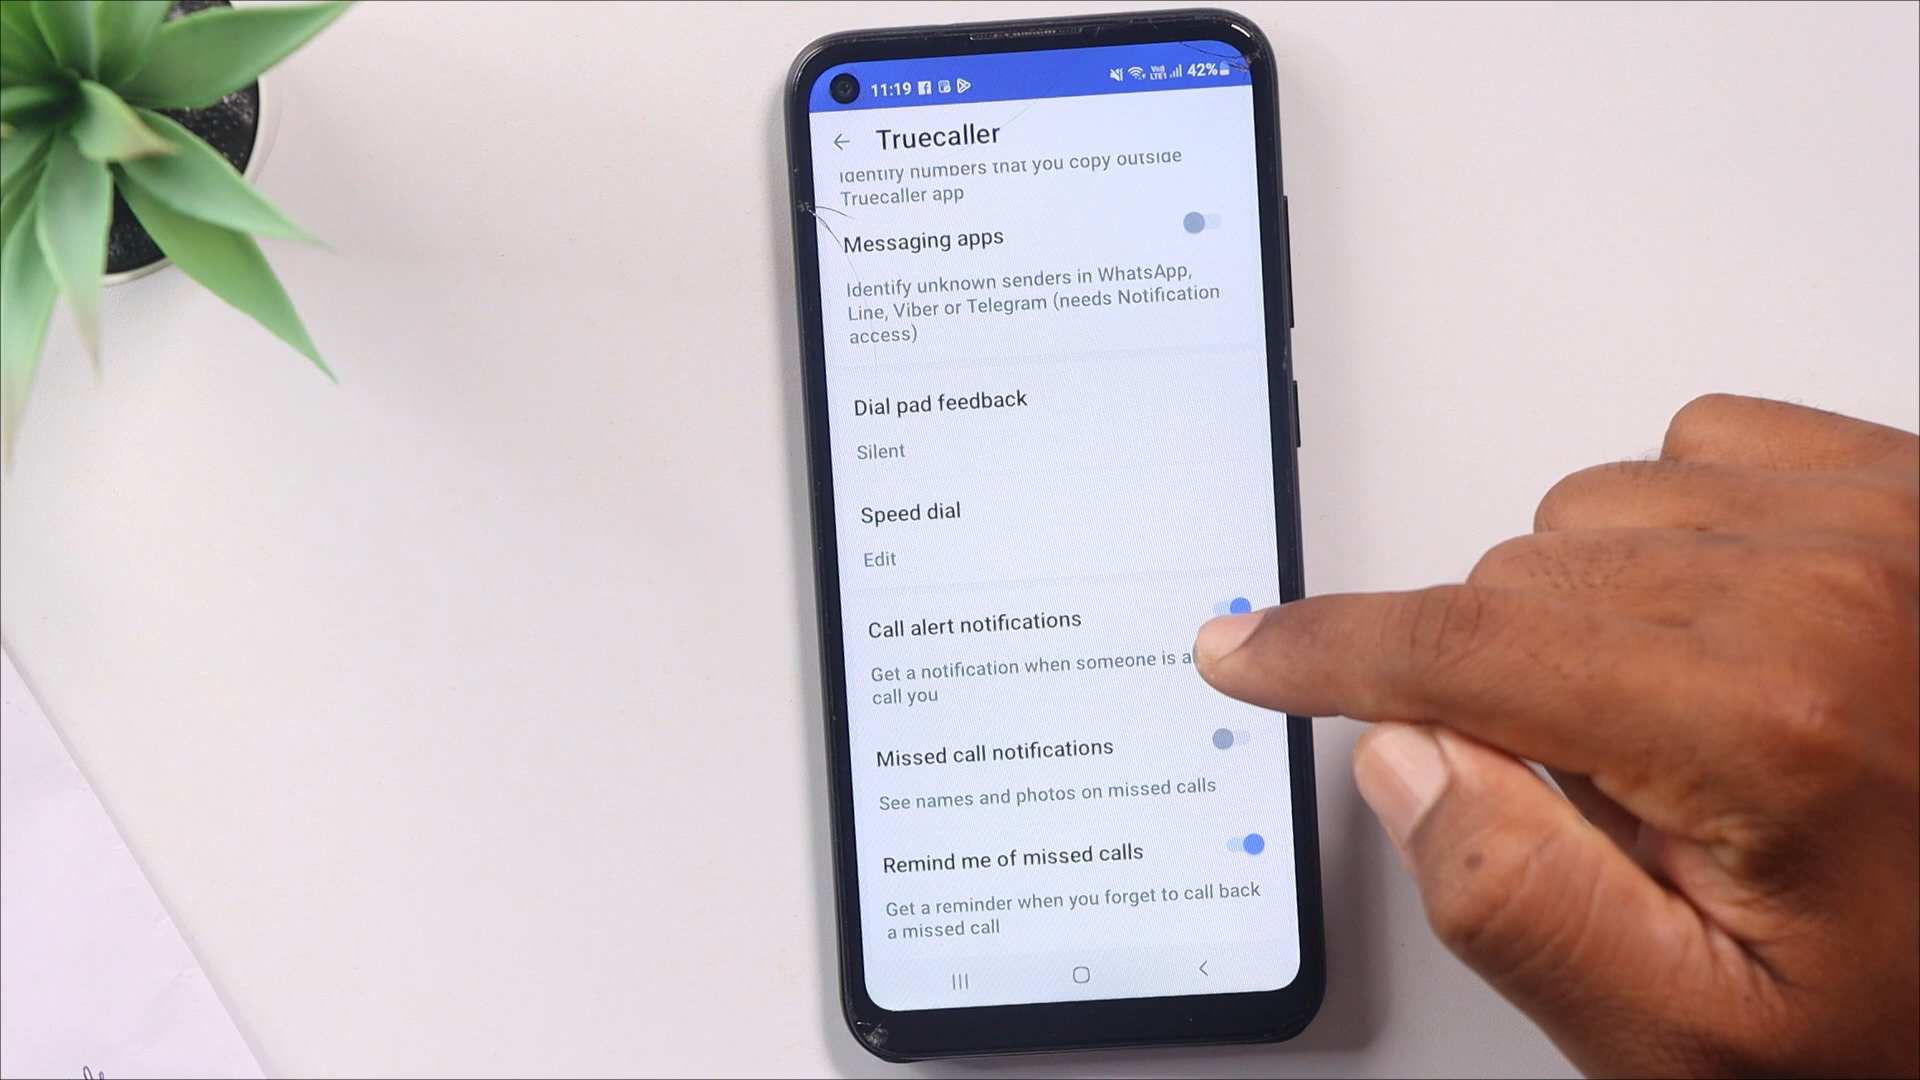 11:19
Vo))
LTE1
42%
Truecaller
Identify numbers that you copy outside
Truecaller app
Messaging apps
Identify unknown senders in WhatsApp,
Line, Viber or Telegram (needs Notification
access)
Dial pad feedback
Silent
Speed dial
Edit
Call alert notifications
Get a notification when someone is a
call you
Missed call notifications
See names and photos on missed calls
Remind me of missed calls
Get a reminder when you forget to call back
a missed call